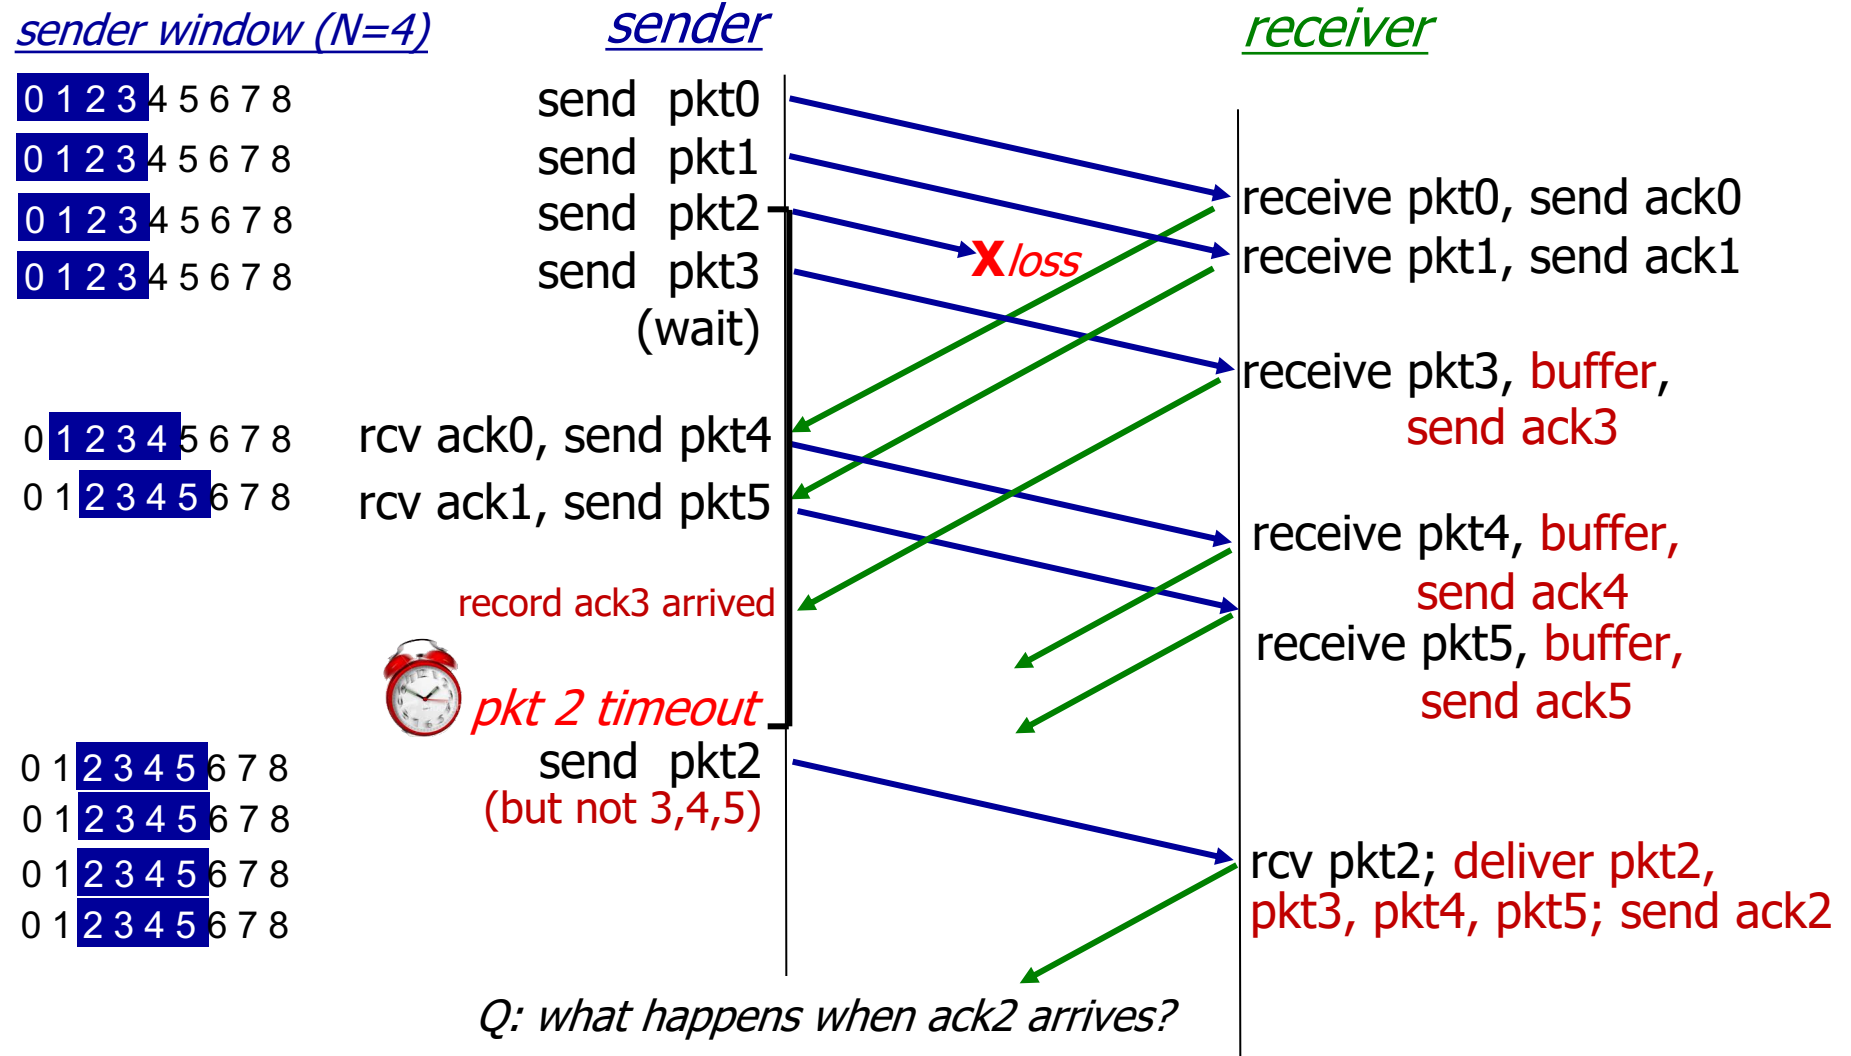 sender window (N=4)
sender
receiver
0 1 2 3 4 5 6 7 8
send pkt0
0 1 2 3 4 5 6 7 8
send pkt1
0 1 2 3 4 5 6 7 8
send pkt2
0 1 2 3 4 5 6 7 8
send pkt3
(wait)
X loss
receive pkt0, send ack0
receive pkt1, send ack1
receive pkt3, buffer,
send ack3
0 1 2 3 4 5 6 7 8
rcv ack0, send pkt4
0 1 2 3 4 5 6 7 8
rcv ack1, send pkt5
receive pkt4, buffer,
send ack4
record ack3 arrived
receive pkt5, buffer,
send ack5
pkt 2 timeout
0 1 2 3 4 5 6 7 8
send pkt2
0 1 2 3 4 5 6 7 8
(but not 3,4,5)
0 1 2 3 4 5 6 7 8
0 1 2 3 4 5 6 7 8
rcv pkt2; deliver pkt2,
pkt3, pkt4, pkt5; send ack2
Q: what happens when ack2 arrives?